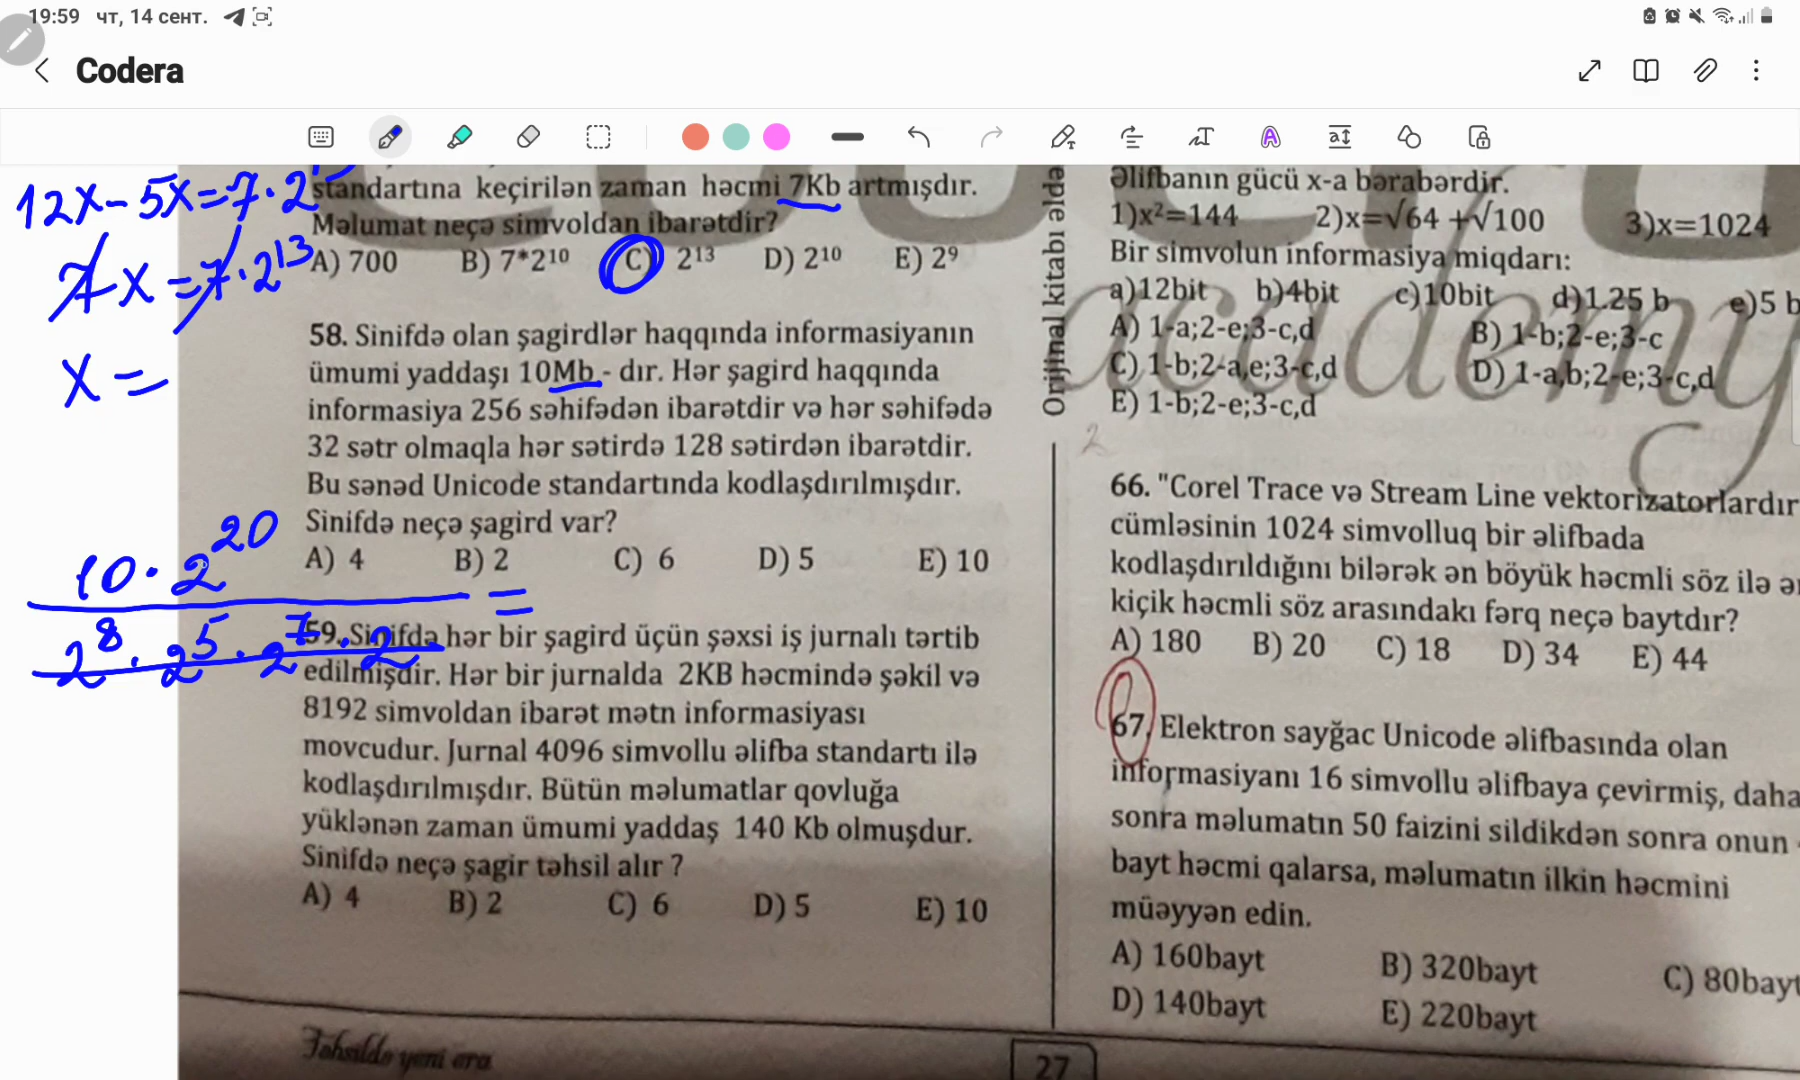 19:59 чт, 14 сент.
Codera
12x-5x=7·2
7x=7·2¹³
x=
10·2²⁰
=
2⁸·2⁵·2⁷·2
standartına keçirilən zaman həcmi 7Kb artmışdır.
Məlumat neçə simvoldan ibarətdir?
A) 700 B) 7*2¹⁰ C) 2¹³ D) 2¹⁰ E) 2⁹
58. Sinifdə olan şagirdlər haqqında informasiyanın
ümumi yaddaşı 10Mb - dır. Hər şagird haqqında
informasiya 256 səhifədən ibarətdir və hər səhifədə
32 sətr olmaqla hər sətirdə 128 sətirdən ibarətdir.
Bu sənəd Unicode standartında kodlaşdırılmışdır.
Sinifdə neçə şagird var?
A) 4 B) 2 C) 6 D) 5 E) 10
59. Sinifdə hər bir şagird üçün şəxsi iş jurnalı tərtib
edilmişdir. Hər bir jurnalda 2KB həcmində şəkil və
8192 simvoldan ibarət mətn informasiyası
movcudur. Jurnal 4096 simvollu əlifba standartı ilə
kodlaşdırılmışdır. Bütün məlumatlar qovluğa
yüklənən zaman ümumi yaddaş 140 Kb olmuşdur.
Sinifdə neçə şagir təhsil alır ?
A) 4 B) 2 C) 6 D) 5 E) 10
Təhsildə yeni era
27
Orijinal kitabı əldə
academy
Əlifbanın gücü x-a bərabərdir.
1)x²=144 2)x=√64 +√100 3)x=1024
Bir simvolun informasiya miqdarı:
a)12bit b)4bit c)10bit d)1.25 b e)5 b
A) 1-a;2-e;3-c,d B) 1-b;2-e;3-c
C) 1-b;2-a,e;3-c,d D) 1-a,b;2-e;3-c,d
E) 1-b;2-e;3-c,d
2
66. "Corel Trace və Stream Line vektorizatorlardır
cümləsinin 1024 simvolluq bir əlifbada
kodlaşdırıldığını bilərək ən böyük həcmli söz ilə
kiçik həcmli söz arasındakı fərq neçə baytdır?
A) 180 B) 20 C) 18 D) 34 E) 44
67. Elektron sayğac Unicode əlifbasında olan
informasiyanı 16 simvollu əlifbaya çevirmiş, daha
sonra məlumatın 50 faizini sildikdən sonra onun
bayt həcmi qalarsa, məlumatın ilkin həcmini
müəyyən edin.
A) 160bayt B) 320bayt C) 80bayt
D) 140bayt E) 220bayt